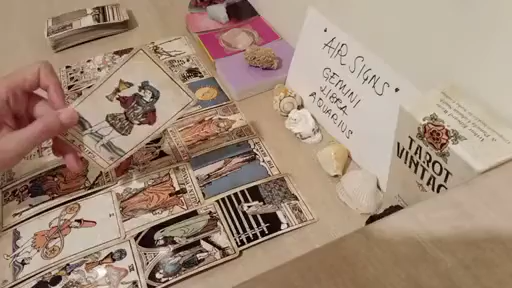 "AIR SIGNS"
GEMINI
LIBRA
AQUARIUS
TAROT
VINTAGE